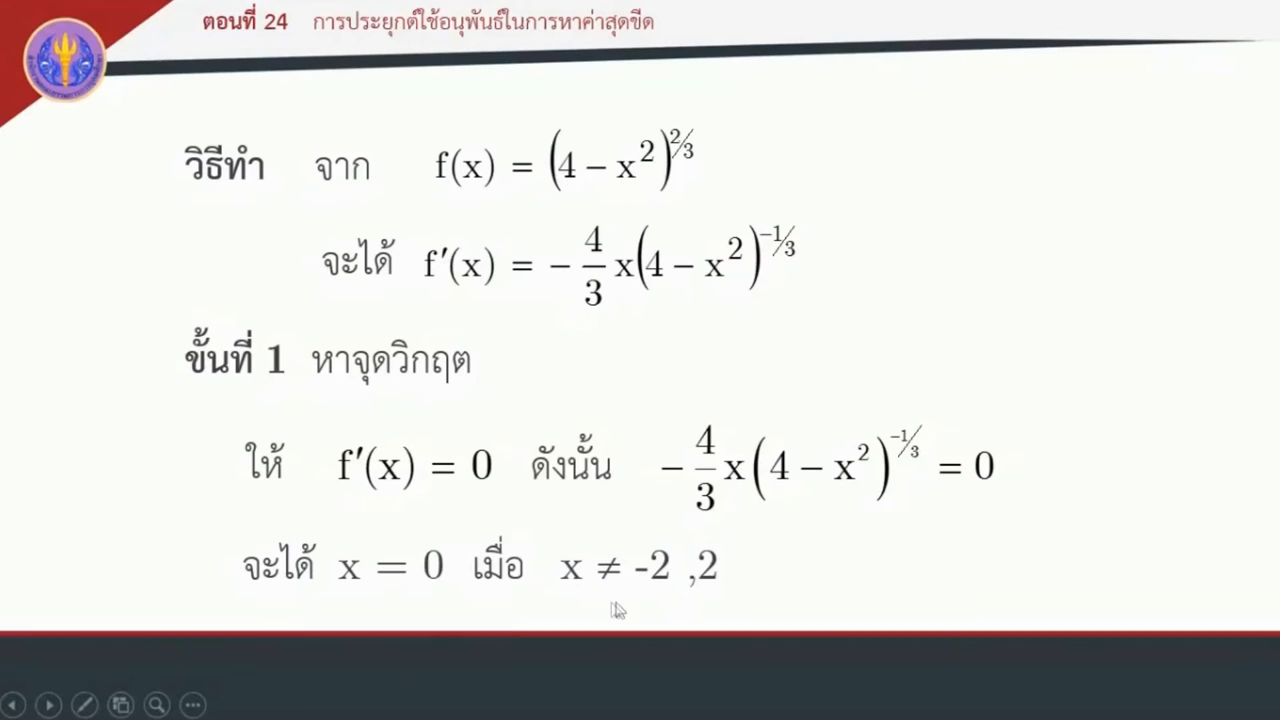 ตอนที่ 24 การประยุกต์ใช้อนุพันธ์ในการหาค่าสุดขีด
วิธีทำ จาก f(x) = (4 − x²)^2/3
จะได้ f′(x) = − 4/3 x(4 − x²)^−1/3
ขั้นที่ 1 หาจุดวิกฤต
ให้ f′(x) = 0 ดังนั้น − 4/3 x(4 − x²)^−1/3 = 0
จะได้ x = 0 เมื่อ x ≠ -2 ,2